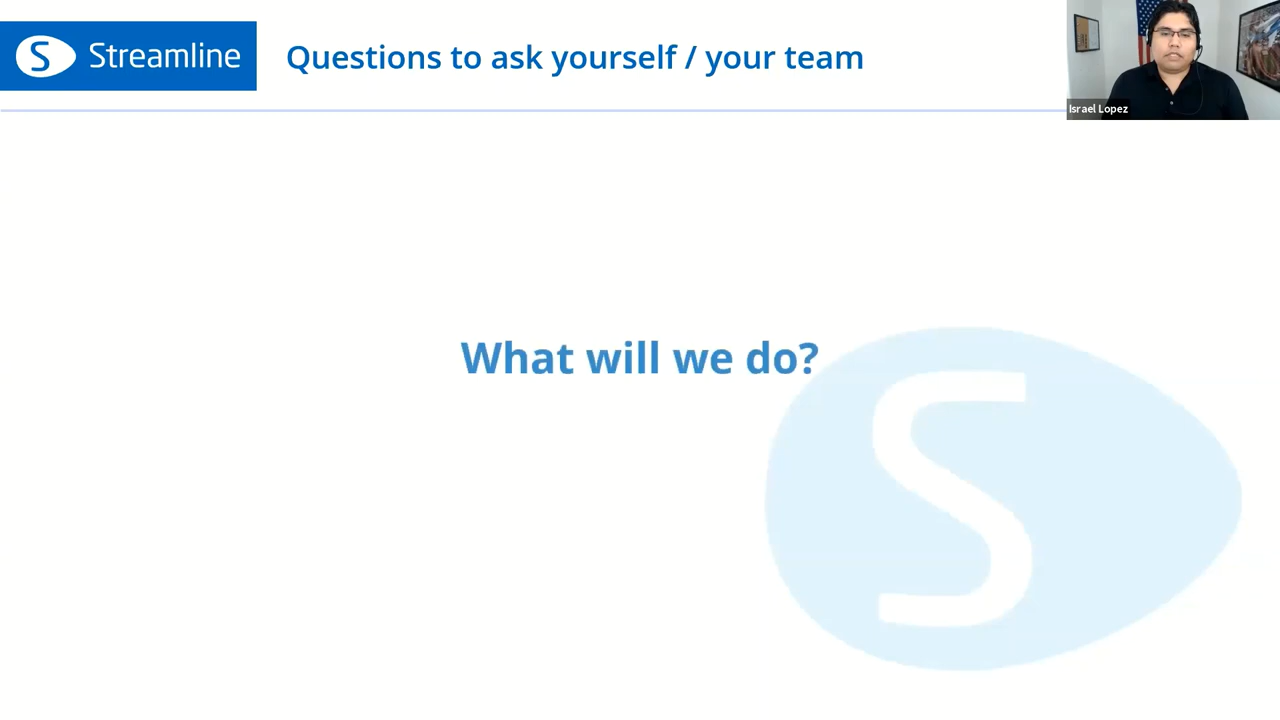 S Streamline
Questions to ask yourself / your team
Israel Lopez
What will we do?
S